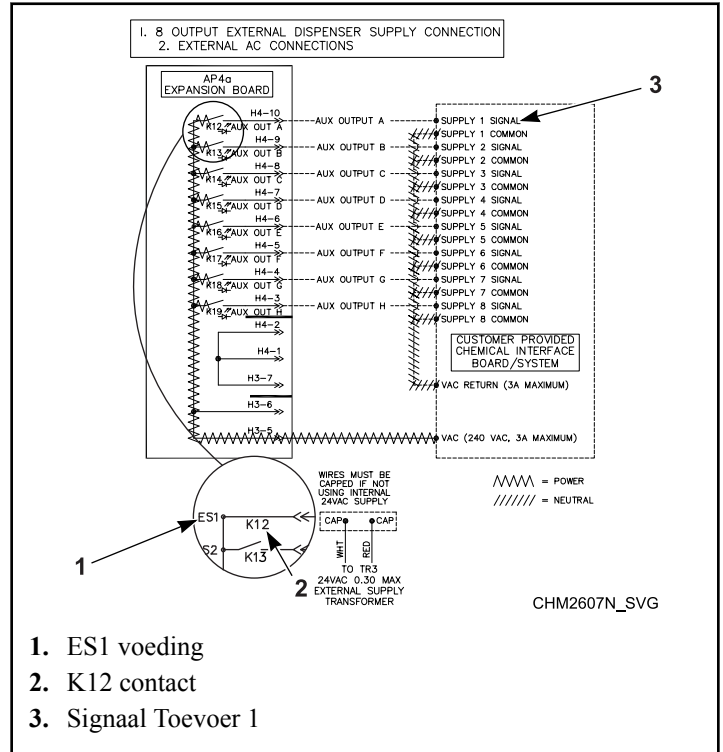 1. 8 OUTPUT EXTERNAL DISPENSER SUPPLY CONNECTION
2. EXTERNAL AC CONNECTIONS
AP4a
EXPANSION BOARD
3
H4-10
K12 AUX OUT A
AUX OUTPUT A
SUPPLY 1 SIGNAL
SUPPLY 1 COMMON
H4-9
K13 AUX OUT B
AUX OUTPUT B
SUPPLY 2 SIGNAL
SUPPLY 2 COMMON
H4-8
K14 AUX OUT C
AUX OUTPUT C
SUPPLY 3 SIGNAL
SUPPLY 3 COMMON
H4-7
K15 AUX OUT D
AUX OUTPUT D
SUPPLY 4 SIGNAL
SUPPLY 4 COMMON
H4-6
K16 AUX OUT E
AUX OUTPUT E
SUPPLY 5 SIGNAL
SUPPLY 5 COMMON
H4-5
K17 AUX OUT F
AUX OUTPUT F
SUPPLY 6 SIGNAL
SUPPLY 6 COMMON
H4-4
K18 AUX OUT G
AUX OUTPUT G
SUPPLY 7 SIGNAL
SUPPLY 7 COMMON
H4-3
K19 AUX OUT H
AUX OUTPUT H
SUPPLY 8 SIGNAL
SUPPLY 8 COMMON
H4-2
H4-1
H3-7
H3-6
H3-5
CUSTOMER PROVIDED
CHEMICAL INTERFACE
BOARD/SYSTEM
VAC RETURN (3A MAXIMUM)
VAC (240 VAC, 3A MAXIMUM)
WIRES MUST BE
CAPPED IF NOT
USING INTERNAL
24VAC SUPPLY
= POWER
= NEUTRAL
ES1
K12
S2
K13
CAP CAP
WHT
RED
1
2
TO TR3
24VAC 0.30 MAX
EXTERNAL SUPPLY
TRANSFORMER
CHM2607N_SVG
1. ES1 voeding
2. K12 contact
3. Signaal Toevoer 1